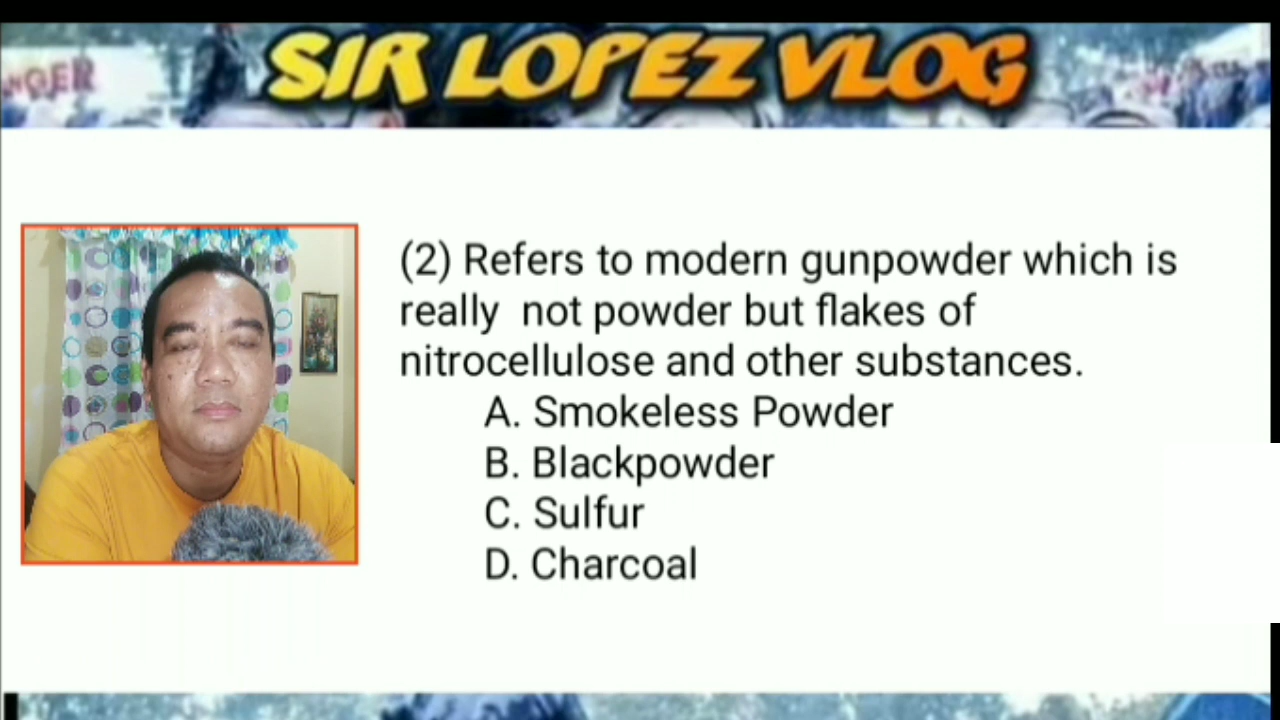 SIR LOPEZ VLOG
(2) Refers to modern gunpowder which is
really not powder but flakes of
nitrocellulose and other substances.
A. Smokeless Powder
B. Blackpowder
C. Sulfur
D. Charcoal